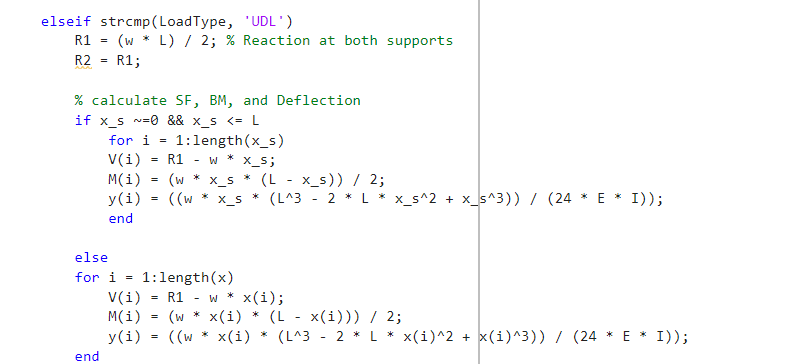 elseif strcmp(LoadType, 'UDL')
R1 = (w * L) / 2; % Reaction at both supports
R2 = R1;
% calculate SF, BM, and Deflection
if x_s ~=0 && x_s <= L
for i = 1:length(x_s)
V(i) = R1 - w * x_s;
M(i) = (w * x_s * (L - x_s)) / 2;
y(i) = ((w * x_s * (L^3 - 2 * L * x_s^2 + x_s^3)) / (24 * E * I));
end
else
for i = 1:length(x)
V(i) = R1 - w * x(i);
M(i) = (w * x(i) * (L - x(i))) / 2;
y(i) = ((w * x(i) * (L^3 - 2 * L * x(i)^2 + x(i)^3)) / (24 * E * I));
end